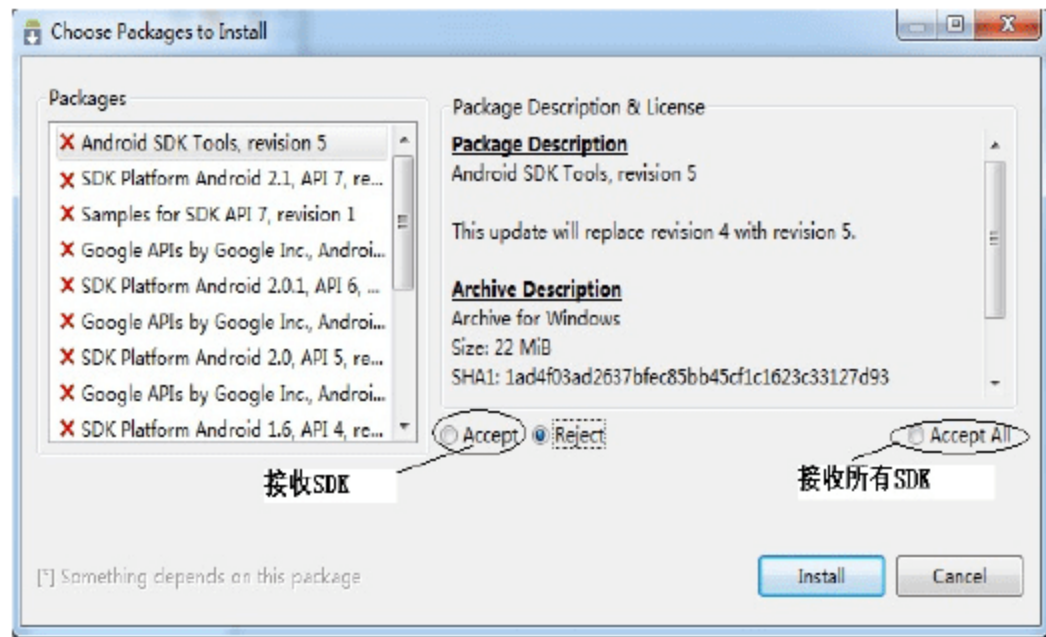 Choose Packages to Install
Packages
X Android SDK Tools, revision 5
X SDK Platform Android 2.1, API 7, re...
X Samples for SDK API 7, revision 1
X Google APIs by Google Inc., Androi...
X SDK Platform Android 2.0.1, API 6, ...
X Google APIs by Google Inc., Androi...
X SDK Platform Android 2.0, API 5, re...
X Google APIs by Google Inc., Androi...
X SDK Platform Android 1.6, API 4, re...
Package Description & License
Package Description
Android SDK Tools, revision 5
This update will replace revision 4 with revision 5.
Archive Description
Archive for Windows
Size: 22 MiB
SHA1: 1ad4f03ad2637bfec85bb45cf1c1623c33127d93
Accept Reject Accept All
接收SDK 接收所有SDK
[*] Something depends on this package
Install Cancel